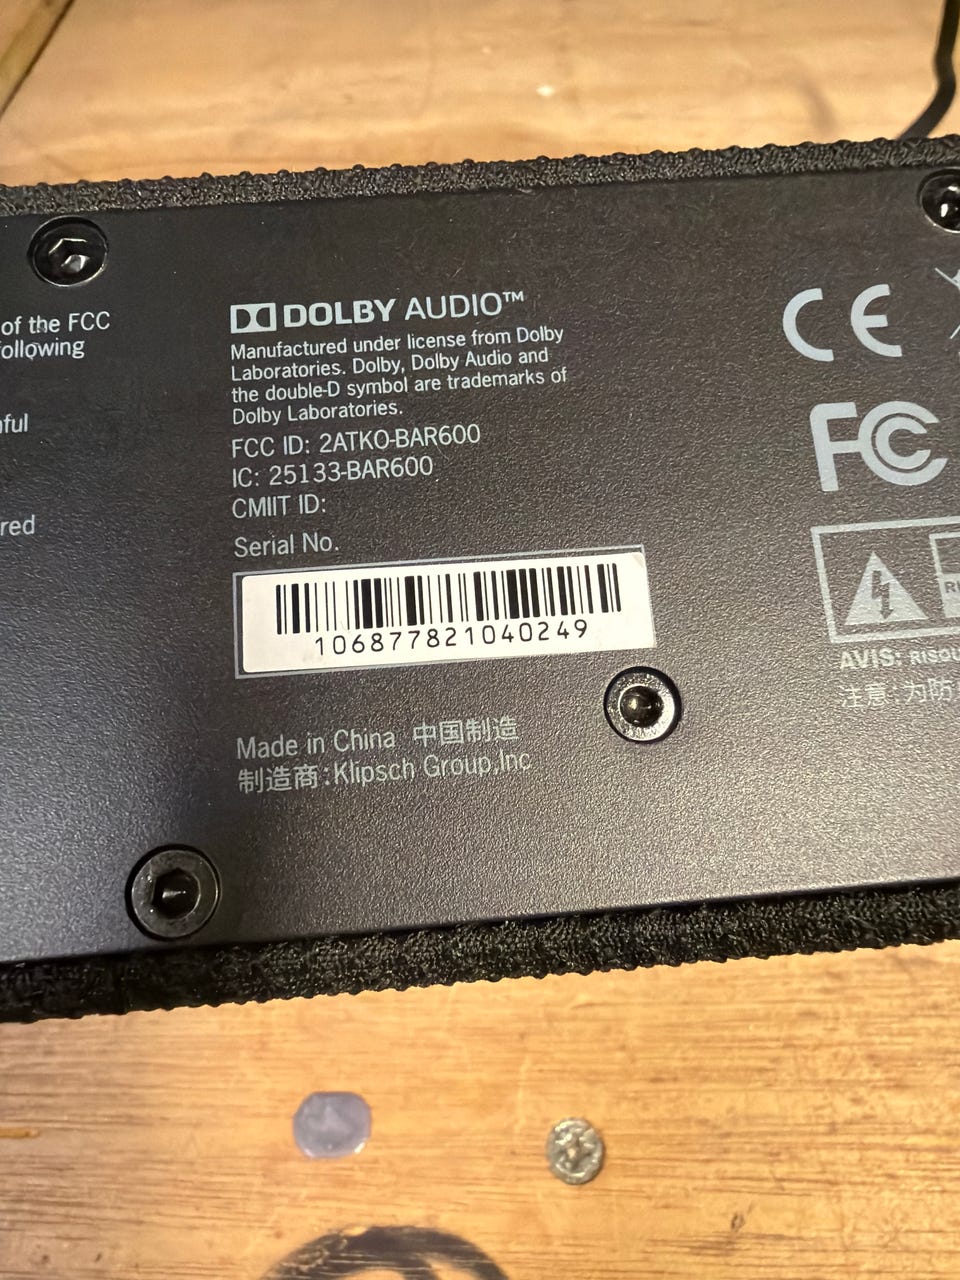 of the FCC
following
red
DOLBY AUDIO™
Manufactured under license from Dolby
Laboratories. Dolby, Dolby Audio and
the double-D symbol are trademarks of
Dolby Laboratories.
FCC ID: 2ATKO-BAR600
IC: 25133-BAR600
CMIIT ID:
Serial No.
106877821040249
Made in China 中国制造
制造商:Klipsch Group,Inc
CE
FC
AVIS:
注意:为防